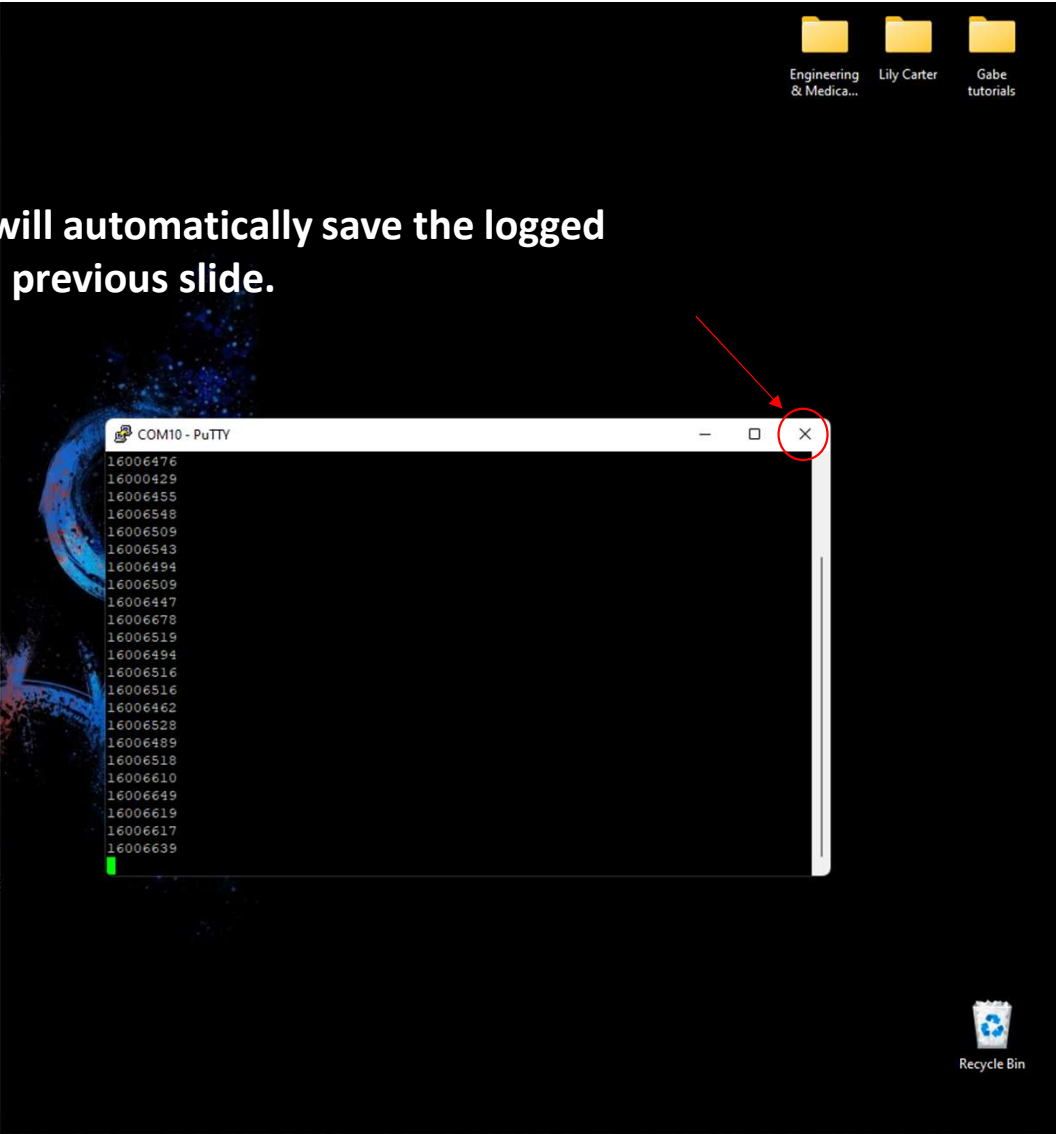 Engineering
& Medica...
Lily Carter
Gabe
tutorials
will automatically save the logged
previous slide.
COM10 - PuTTY
16006476
16000429
16006455
16006548
16006509
16006543
16006494
16006509
16006447
16006678
16006519
16006494
16006516
16006516
16006462
16006528
16006489
16006518
16006610
16006649
16006619
16006617
16006639
Recycle Bin